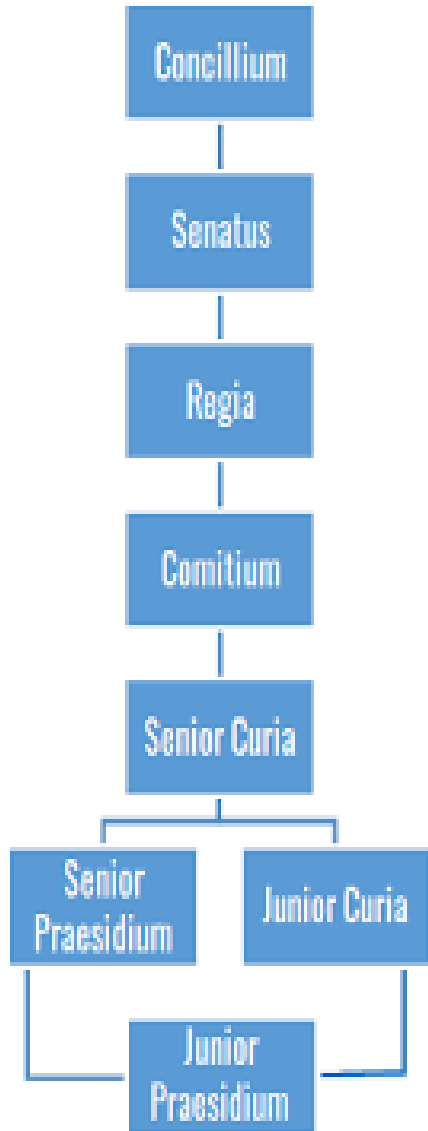 Concillium
Senatus
Regia
Comitium
Senior Curia
Senior
Praesidium
Junior Curia
Junior
Praesidium